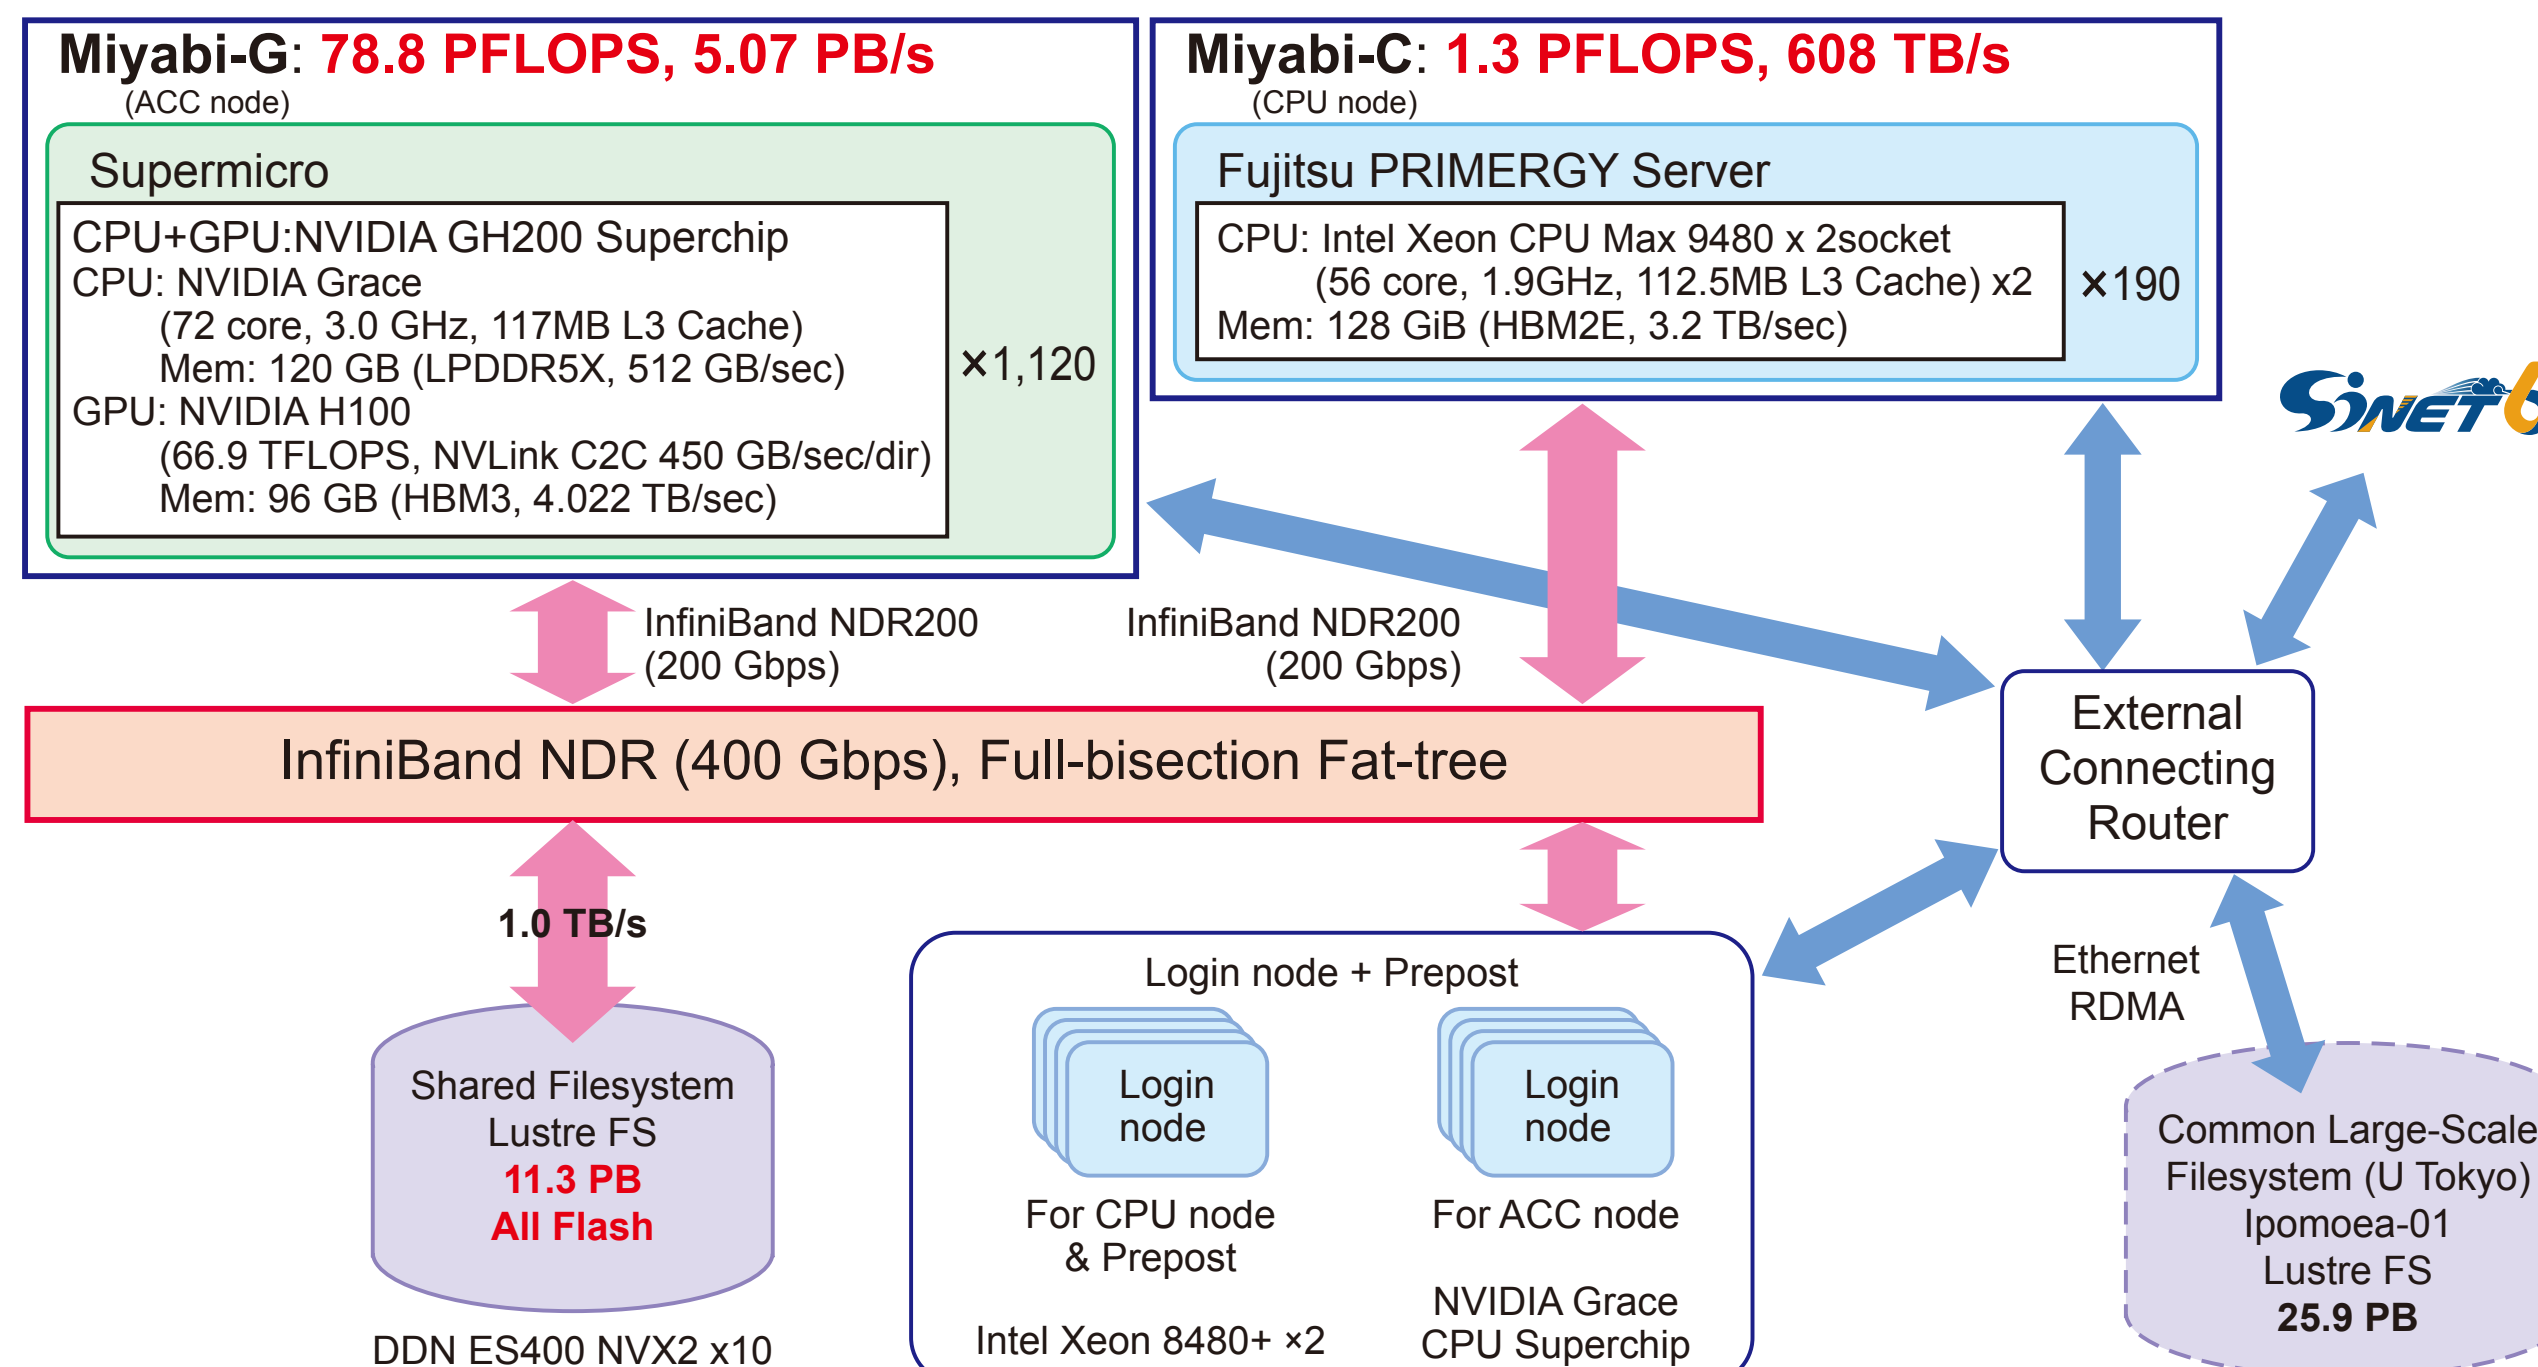 Miyabi-G: 78.8 PFLOPS, 5.07 PB/s
(ACC node)
Supermicro
CPU+GPU:NVIDIA GH200 Superchip
CPU: NVIDIA Grace
(72 core, 3.0 GHz, 117MB L3 Cache)
Mem: 120 GB (LPDDR5X, 512 GB/sec)
GPU: NVIDIA H100
(66.9 TFLOPS, NVLink C2C 450 GB/sec/dir)
Mem: 96 GB (HBM3, 4.022 TB/sec)
×1,120
Miyabi-C: 1.3 PFLOPS, 608 TB/s
(CPU node)
Fujitsu PRIMERGY Server
CPU: Intel Xeon CPU Max 9480 x 2socket
(56 core, 1.9GHz, 112.5MB L3 Cache) x2
Mem: 128 GiB (HBM2E, 3.2 TB/sec)
×190
SINET6
InfiniBand NDR200
(200 Gbps)
InfiniBand NDR200
(200 Gbps)
InfiniBand NDR (400 Gbps), Full-bisection Fat-tree
External
Connecting
Router
1.0 TB/s
Shared Filesystem
Lustre FS
11.3 PB
All Flash
DDN ES400 NVX2 x10
Login node + Prepost
Login
node
For CPU node
& Prepost
Intel Xeon 8480+ ×2
Login
node
For ACC node
NVIDIA Grace
CPU Superchip
Ethernet
RDMA
Common Large-Scale
Filesystem (U Tokyo)
Ipomoea-01
Lustre FS
25.9 PB